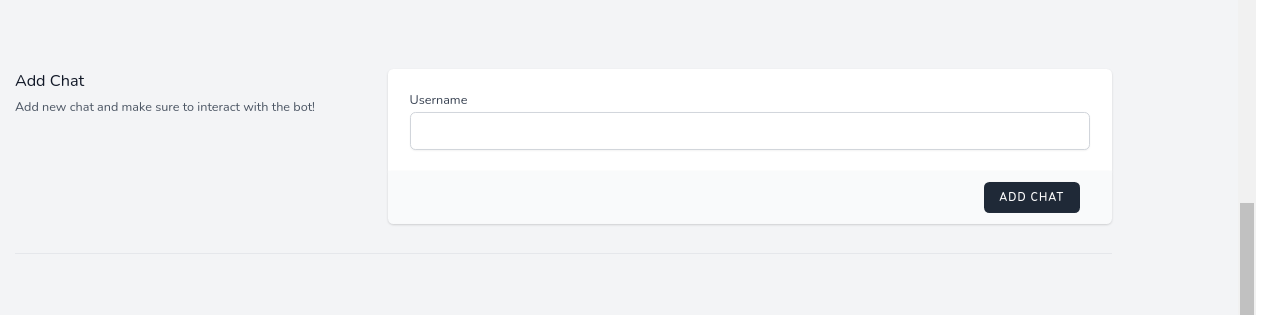 Add Chat
Add new chat and make sure to interact with the bot!
Username
ADD CHAT